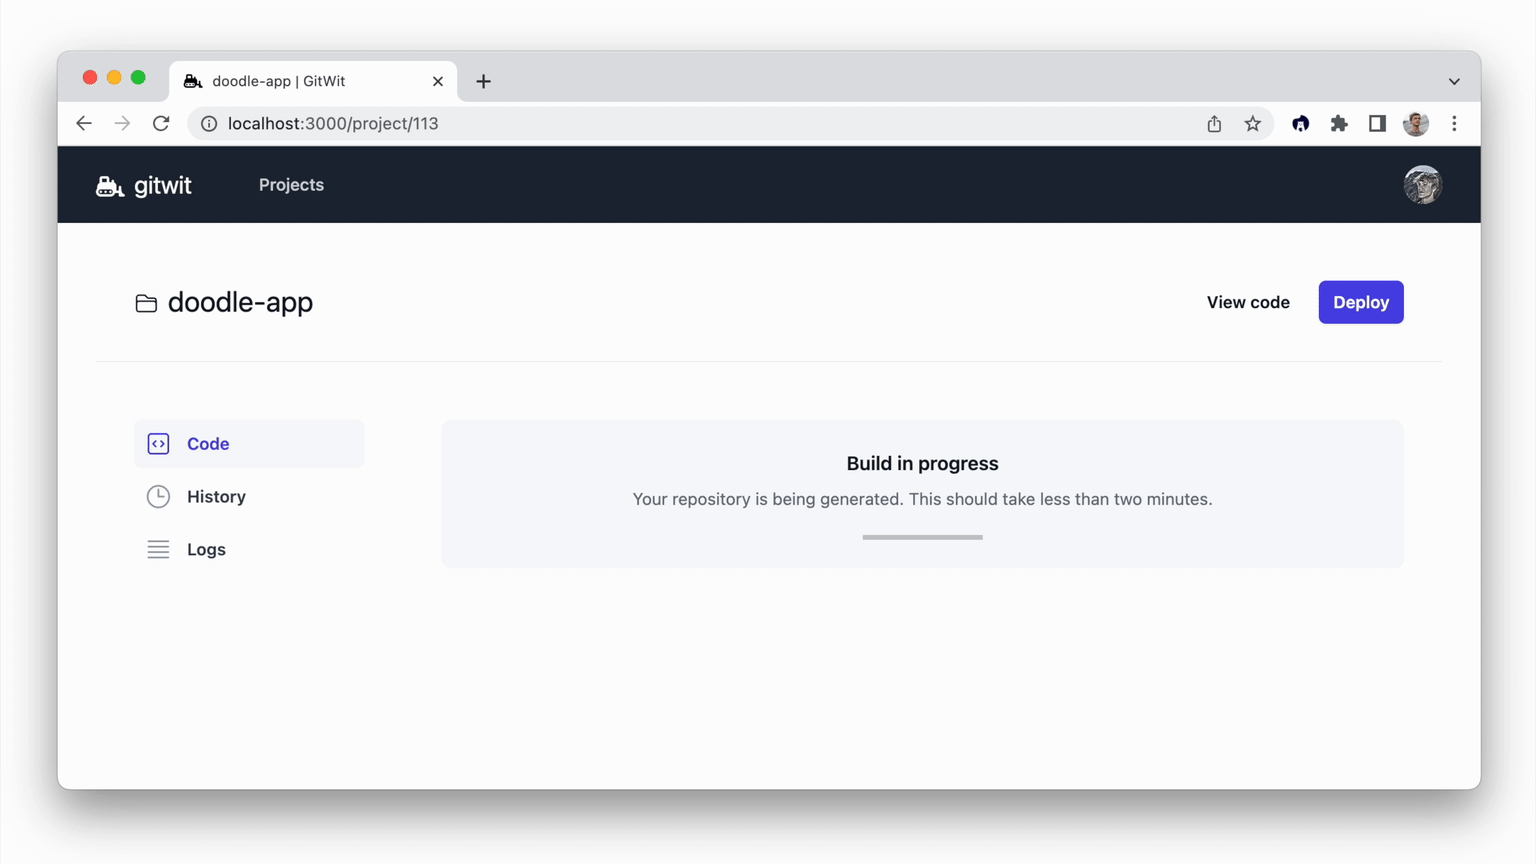 doodle-app | GitWit
localhost:3000/project/113
gitwit
Projects
doodle-app
View code
Deploy
Code
History
Logs
Build in progress
Your repository is being generated. This should take less than two minutes.